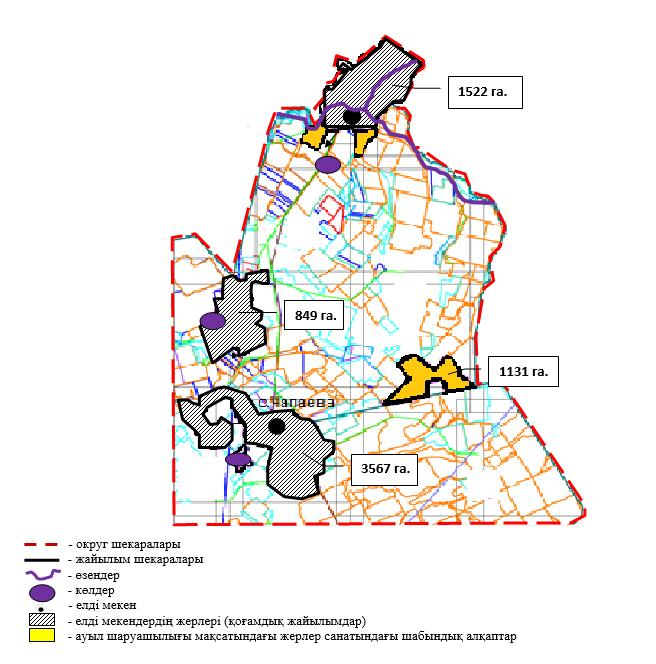 1522 га.
849 га.
1131 га.
Чапаева
3567 га.
- округ шекаралары
- жайылым шекаралары
- өзендер
- көлдер
- елді мекен
- елді мекендердің жерлері (қоғамдық жайылымдар)
- ауыл шаруашылығы мақсатындағы жерлер санатындағы шабындық алқаптар